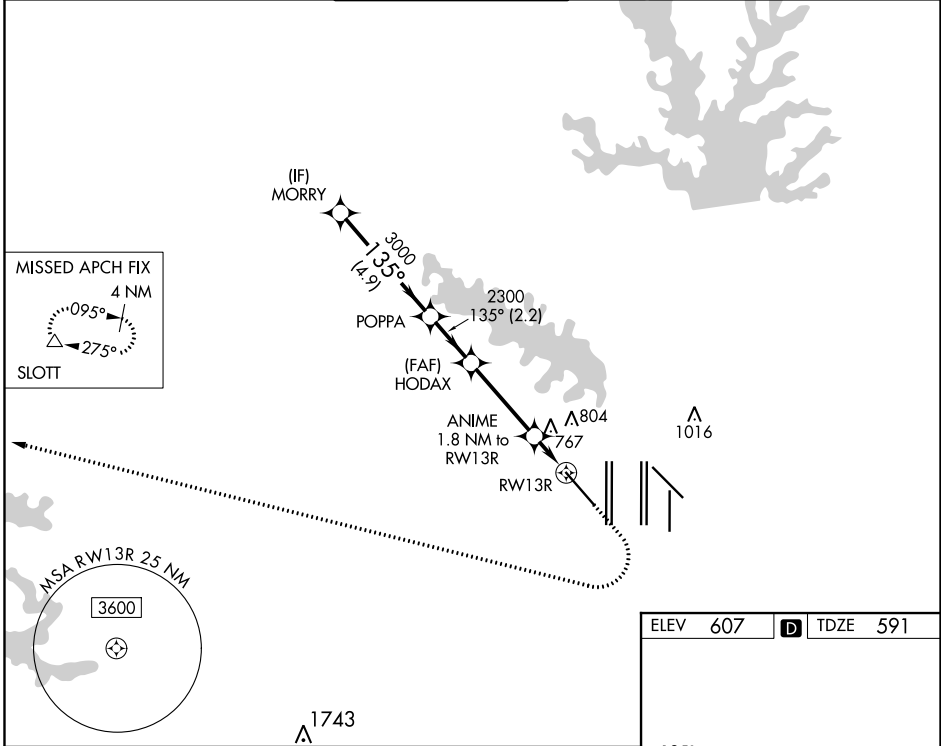 (IF)
MORRY
3000
135°
(4.9)
MISSED APCH FIX
4 NM
095°
275°
SLOTT
2300
135° (2.2)
POPPA
(FAF)
HODAX
ANIME
1.8 NM to
RW13R
804
767
1016
RW13R
MSA RW13R 25 NM
3600
1743
ELEV 607 D TDZE 591